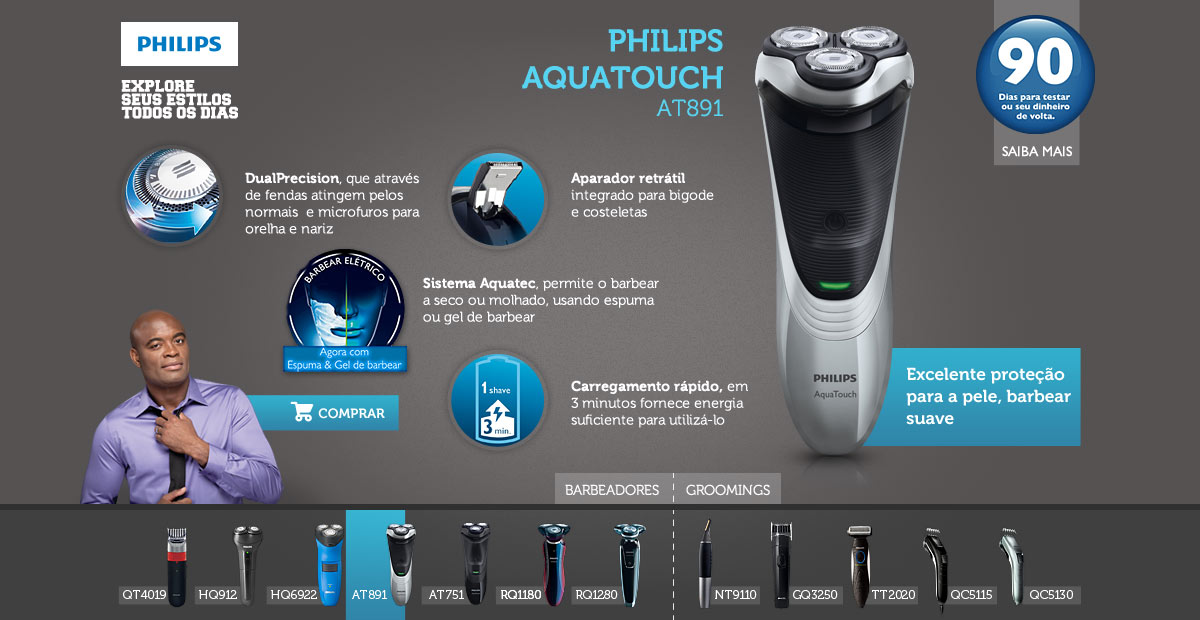 PHILIPS
EXPLORE
SEUS ESTILOS
TODOS OS DIAS
PHILIPS
AQUATOUCH
AT891
90
Dias para testar
ou seu dinheiro
de volta.
SAIBA MAIS
DualPrecision, que através
de fendas atingem pelos
normais e microfuros para
orelha e nariz
Aparador retrátil
integrado para bigode
e costeletas
BARBEAR ELÉTRICO
Agora com
Espuma & Gel de barbear
Sistema Aquatec, permite o barbear
a seco ou molhado, usando espuma
ou gel de barbear
COMPRAR
1 shave
3 min.
Carregamento rápido, em
3 minutos fornece energia
suficiente para utilizá-lo
PHILIPS
AquaTouch
Excelente proteção
para a pele, barbear
suave
BARBEADORES
GROOMINGS
QT4019
HQ912
HQ6922
AT891
AT751
RQ1180
RQ1280
NT9110
QG3250
TT2020
QC5115
QC5130